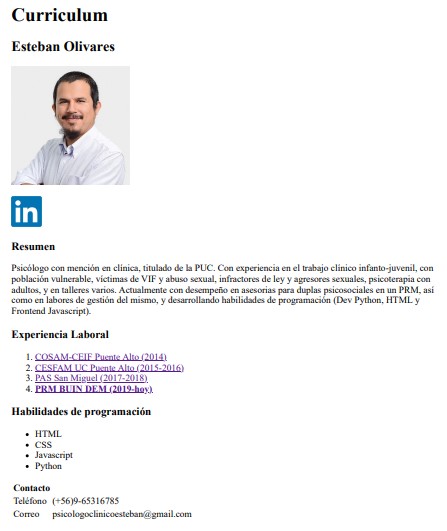 Curriculum
Esteban Olivares
in
Resumen
Psicólogo con mención en clínica, titulado de la PUC. Con experiencia en el trabajo clínico infanto-juvenil, con
población vulnerable, víctimas de VIF y abuso sexual, infractores de ley y agresores sexuales, psicoterapia con
adultos, y en talleres varios. Actualmente con desempeño en asesorias para duplas psicosociales en un PRM, así
como en labores de gestión del mismo, y desarrollando habilidades de programación (Dev Python, HTML y
Frontend Javascript).
Experiencia Laboral
1. COSAM-CEIF Puente Alto (2014)
2. CESFAM UC Puente Alto (2015-2016)
3. PAS San Miguel (2017-2018)
4. PRM BUIN DEM (2019-hoy)
Habilidades de programación
• HTML
• CSS
• Javascript
• Python
Contacto
Teléfono (+56)9-65316785
Correo psicologoclinicoesteban@gmail.com